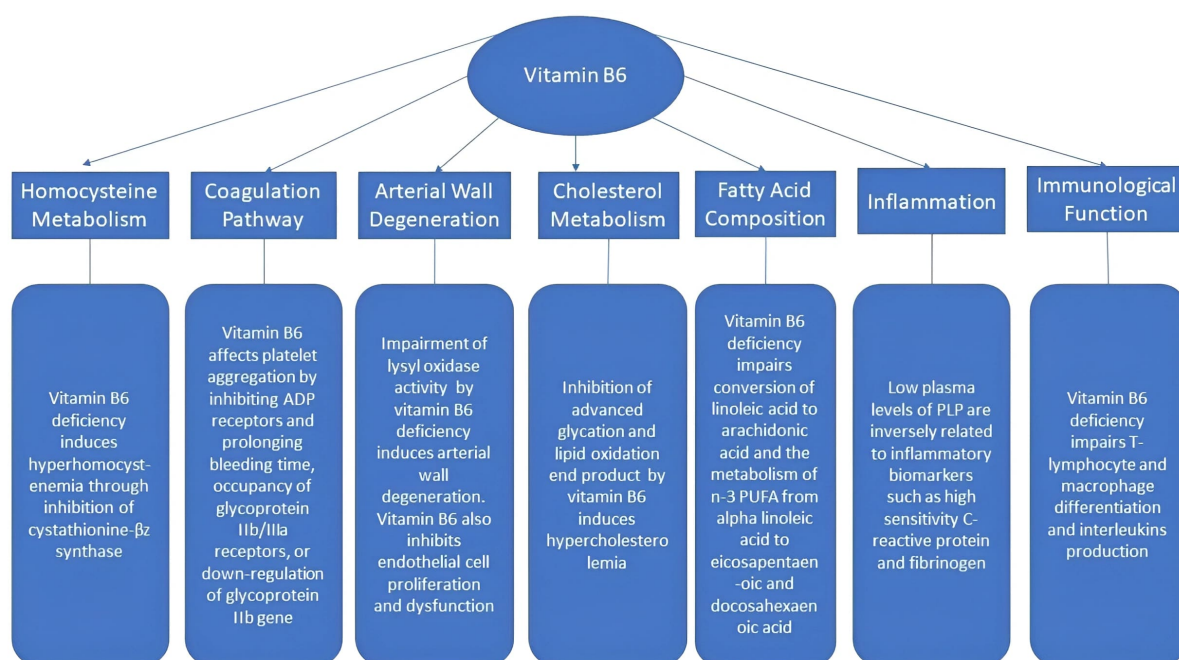 Vitamin B6
Homocysteine
Metabolism
Coagulation
Pathway
Arterial Wall
Degeneration
Cholesterol
Metabolism
Fatty Acid
Composition
Inflammation
Immunological
Function
Vitamin B6
deficiency
induces
hyperhomocyst-
enemia through
inhibition of
cystathionine-βz
synthase
Vitamin B6
affects platelet
aggregation by
inhibiting ADP
receptors and
prolonging
bleeding time,
occupancy of
glycoprotein
IIb/IIIa
receptors, or
down-regulation
of glycoprotein
IIb gene
Impairment of
lysyl oxidase
activity by
vitamin B6
deficiency
induces arterial
wall
degeneration.
Vitamin B6 also
inhibits
endothelial cell
proliferation
and dysfunction
Inhibition of
advanced
glycation and
lipid oxidation
end product by
vitamin B6
induces
hypercholestero
lemia
Vitamin B6
deficiency
impairs
conversion of
linoleic acid to
arachidonic
acid and the
metabolism of
n-3 PUFA from
alpha linoleic
acid to
eicosapentaen
-oic and
docosahexaen
oic acid
Low plasma
levels of PLP are
inversely related
to inflammatory
biomarkers
such as high
sensitivity C-
reactive protein
and fibrinogen
Vitamin B6
deficiency
impairs T-
lymphocyte and
macrophage
differentiation
and interleukins
production